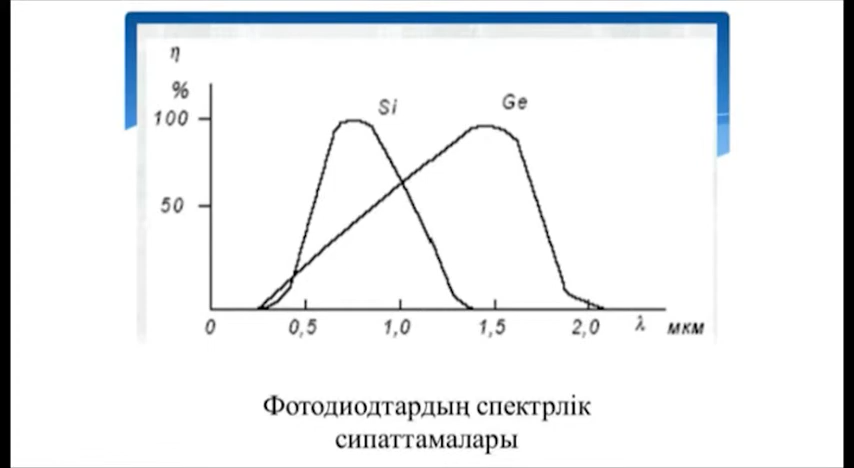 η
%
Si
Ge
100
50
0
0,5
1,0
1,5
2,0
λ
мкм
Фотодиодтардың спектрлік
сипаттамалары